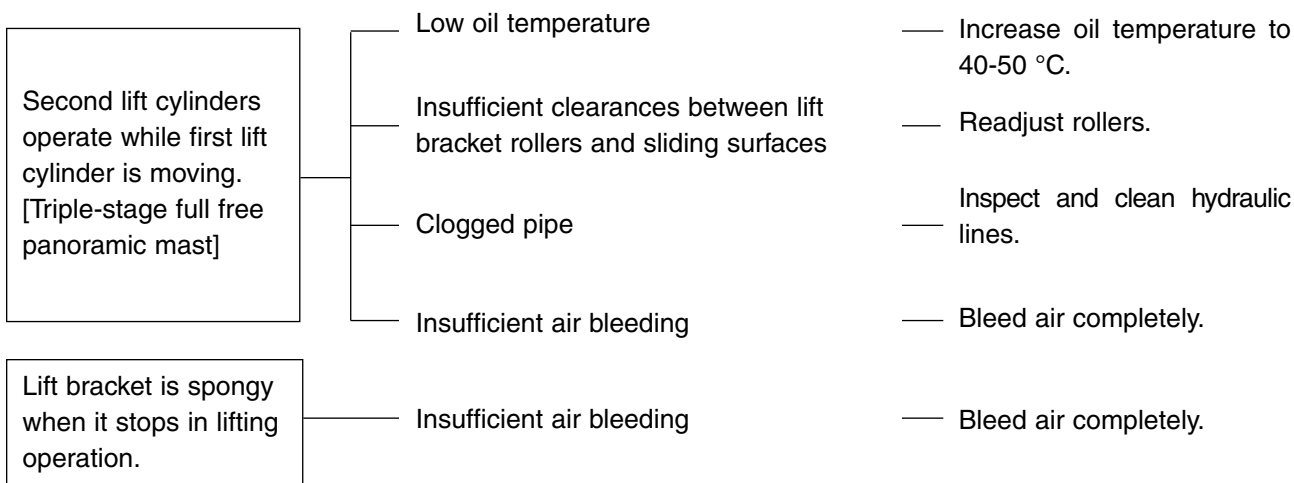 Second lift cylinders
operate while first lift
cylinder is moving.
[Triple-stage full free
panoramic mast]
Low oil temperature
Increase oil temperature to
40-50 °C.
Insufficient clearances between lift
bracket rollers and sliding surfaces
Readjust rollers.
Clogged pipe
Inspect and clean hydraulic
lines.
Insufficient air bleeding
Bleed air completely.
Lift bracket is spongy
when it stops in lifting
operation.
Insufficient air bleeding
Bleed air completely.